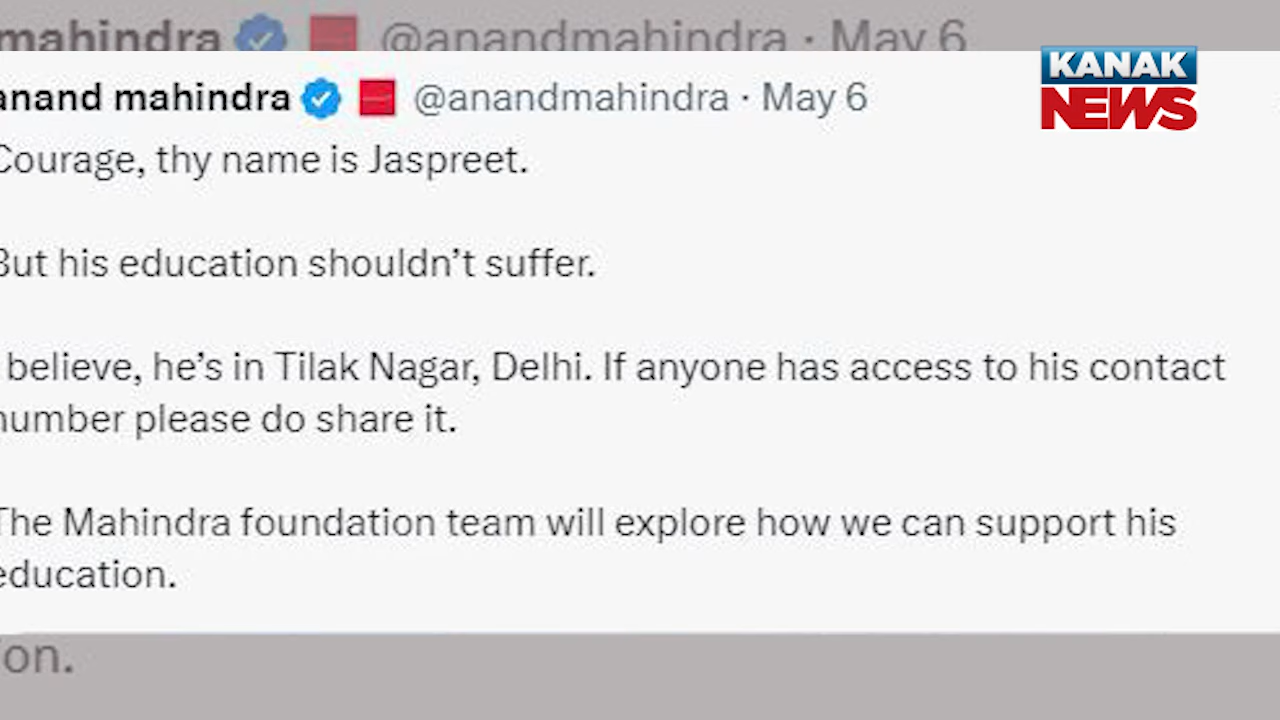 mahindra @anandmahindra · May 6
KANAK
NEWS
anand mahindra @anandmahindra · May 6
Courage, thy name is Jaspreet.
But his education shouldn’t suffer.
believe, he’s in Tilak Nagar, Delhi. If anyone has access to his contact
number please do share it.
The Mahindra foundation team will explore how we can support his
education.
on.